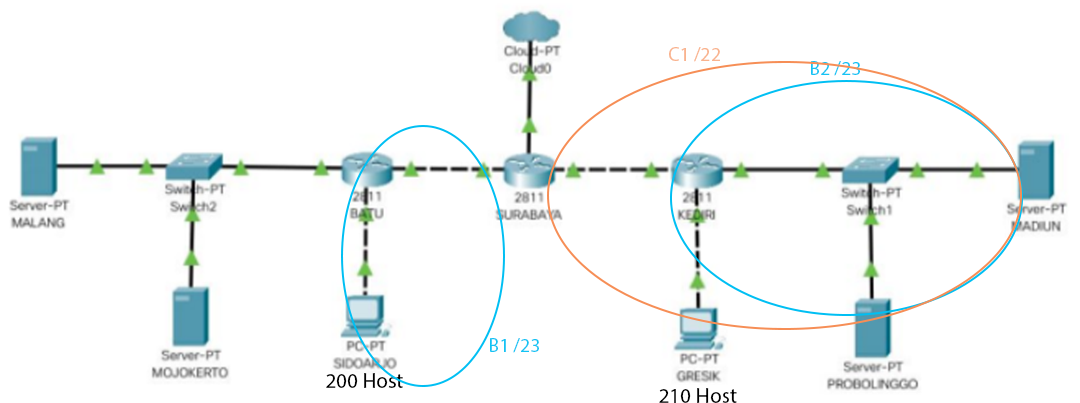 Cloud-PT
Cloud0
C1 /22
B2 /23
Server-PT
MALANG
Switch-PT
Switch2
2811
BATU
2811
SURABAYA
2811
KEDIRI
Switch-PT
Switch1
Server-PT
MADIUN
Server-PT
MOJOKERTO
PC-PT
SIDOARJO
200 Host
B1 /23
PC-PT
GRESIK
210 Host
Server-PT
PROBOLINGGO